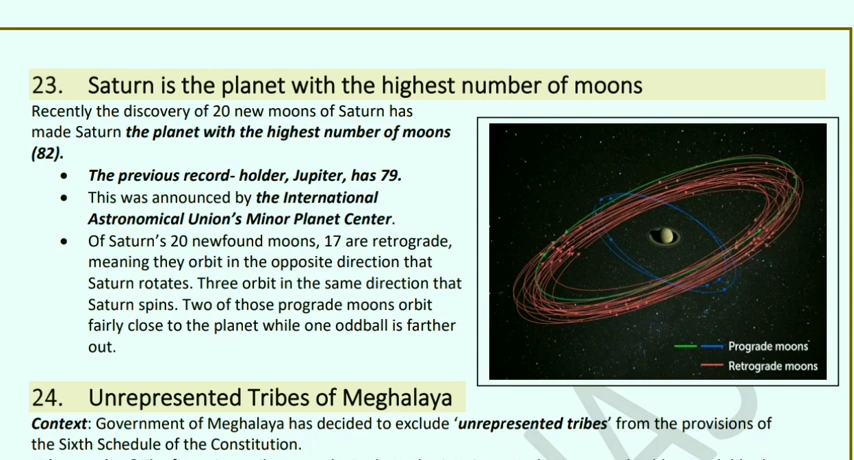 23. Saturn is the planet with the highest number of moons
Recently the discovery of 20 new moons of Saturn has
made Saturn the planet with the highest number of moons
(82).
• The previous record- holder, Jupiter, has 79.
• This was announced by the International
Astronomical Union’s Minor Planet Center.
• Of Saturn’s 20 newfound moons, 17 are retrograde,
meaning they orbit in the opposite direction that
Saturn rotates. Three orbit in the same direction that
Saturn spins. Two of those prograde moons orbit
fairly close to the planet while one oddball is farther
out.
Prograde moons
Retrograde moons
24. Unrepresented Tribes of Meghalaya
Context: Government of Meghalaya has decided to exclude ‘unrepresented tribes’ from the provisions of
the Sixth Schedule of the Constitution.